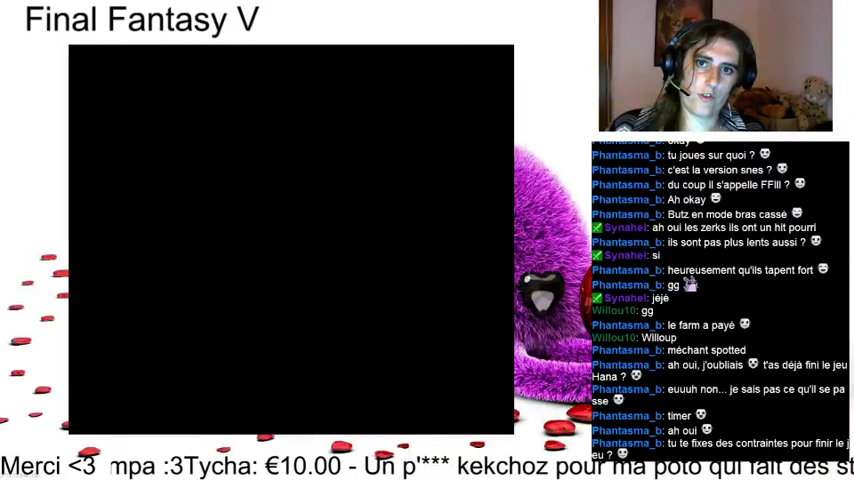 Final Fantasy V
okay
Phantasma_b: tu joues sur quoi ?
Phantasma_b: c'est la version snes ?
Phantasma_b: du coup il s'appelle FFIII ?
Phantasma_b: Ah okay
Phantasma_b: Butz en mode bras cassé
Synahel: ah oui les zerks ils ont un hit pourri
Phantasma_b: ils sont pas plus lents aussi ?
Synahel: si
Phantasma_b: heureusement qu'ils tapent fort
Phantasma_b: gg
Synahel: jéjé
Willou10: gg
Phantasma_b: le farm a payé
Willou10: Willoup
Phantasma_b: méchant spotted
Phantasma_b: ah oui, j'oubliais t'as déjà fini le jeu
Hana ?
Phantasma_b: euuuh non... je sais pas ce qu'il se pa
sse
Phantasma_b: timer
Phantasma_b: ah oui
Phantasma_b: tu te fixes des contraintes pour finir le j
eu ?
Merci <3 mpa :3Tycha: €10.00 - Un p'*** kekchoz pour ma poto qui fait des st